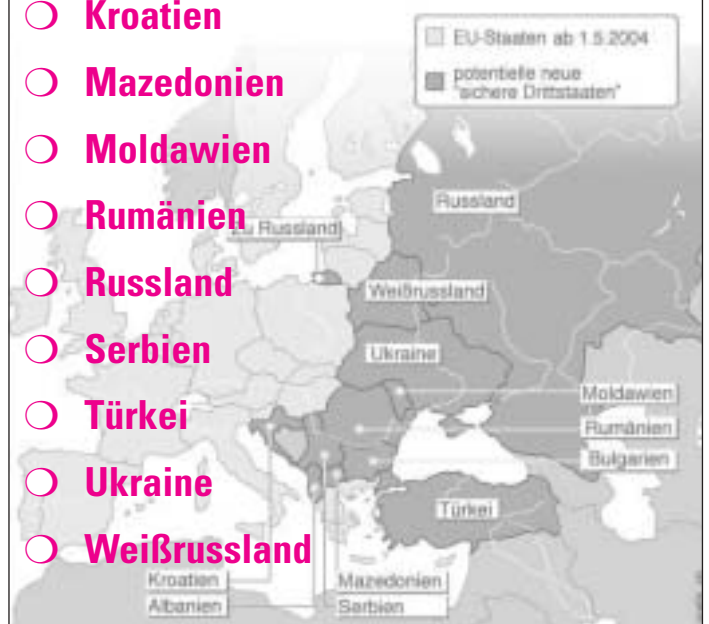 ❍ Kroatien
❍ Mazedonien
❍ Moldawien
❍ Rumänien
❍ Russland
❍ Serbien
❍ Türkei
❍ Ukraine
❍ Weißrussland
EU-Staaten ab 1.5.2004
potentielle neue
"sichere Drittstaaten"
Russland
zu Russland
Weißrussland
Ukraine
Moldawien
Rumänien
Bulgarien
Türkei
Kroatien
Albanien
Mazedonien
Serbien